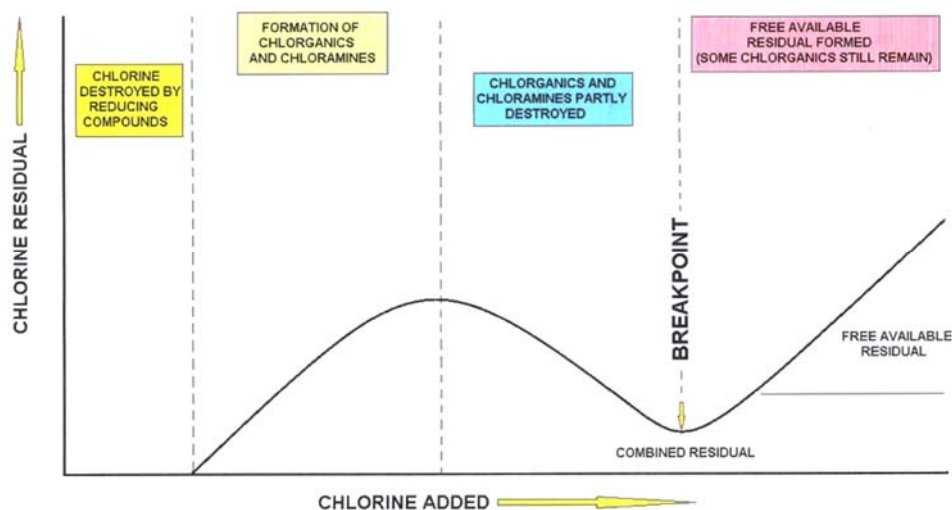 FORMATION OF
CHLORGANICS
AND CHLORAMINES
FREE AVAILABLE
RESIDUAL FORMED
(SOME CHLORGANICS STILL REMAIN)
CHLORINE
DESTROYED BY
REDUCING
COMPOUNDS
CHLORGANICS AND
CHLORAMINES PARTLY
DESTROYED
CHLORINE RESIDUAL
BREAKPOINT
FREE AVAILABLE
RESIDUAL
COMBINED RESIDUAL
CHLORINE ADDED